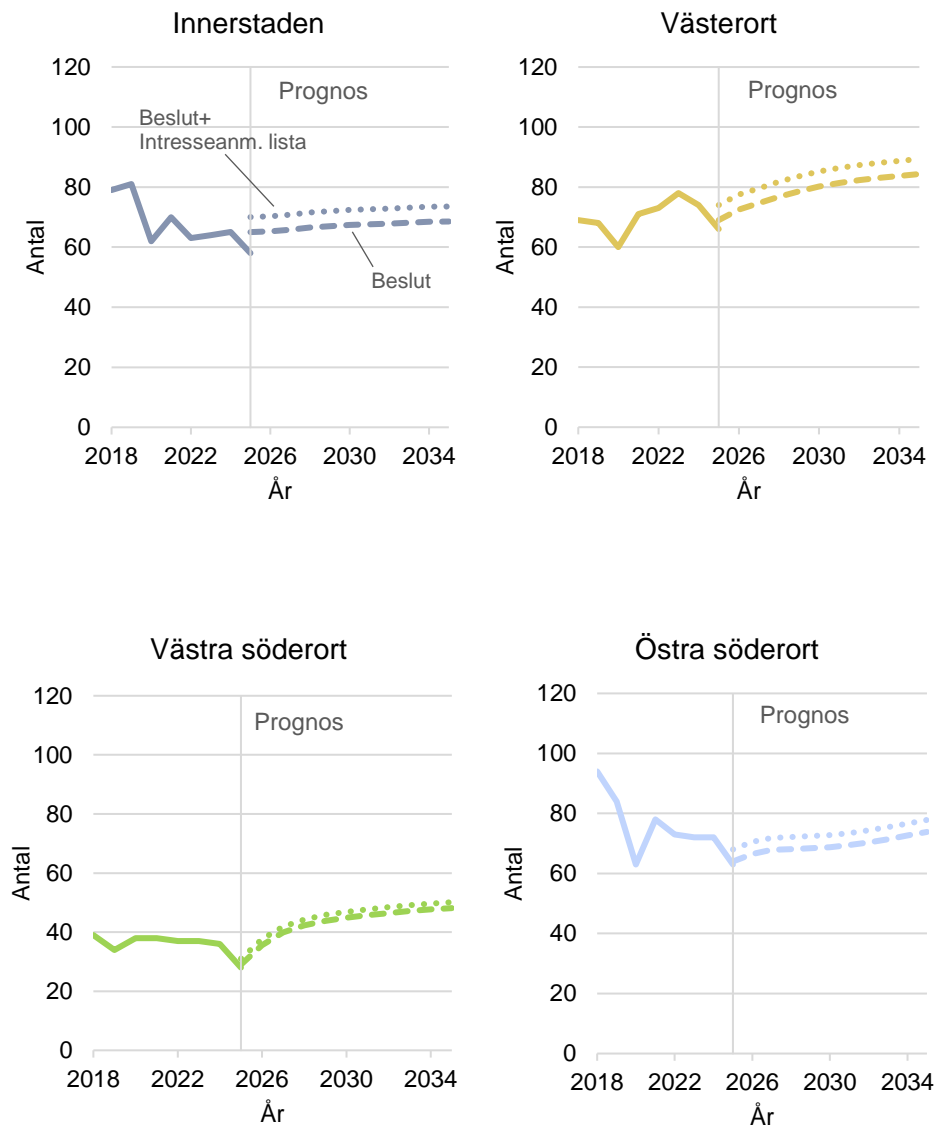 Innerstaden
120
100
80
60
40
20
0
Antal
Prognos
Beslut+
Intresseanm. lista
Beslut
2018 2022 2026 2030 2034
År
Västerort
120
100
80
60
40
20
0
Antal
Prognos
2018 2022 2026 2030 2034
År
Västra söderort
120
100
80
60
40
20
0
Antal
Prognos
2018 2022 2026 2030 2034
År
Östra söderort
120
100
80
60
40
20
0
Antal
Prognos
2018 2022 2026 2030 2034
År